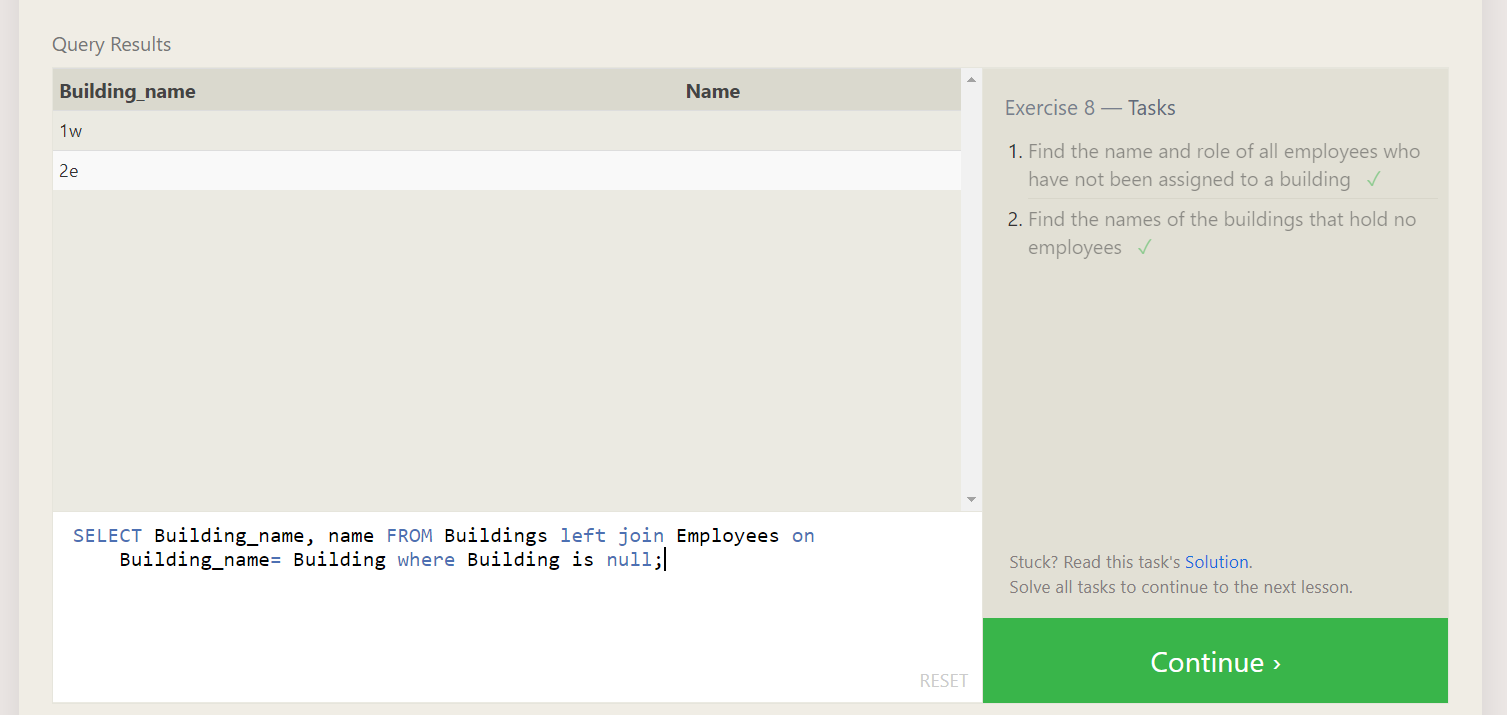 Query Results
Building_name Name
1w
2e
SELECT Building_name, name FROM Buildings left join Employees on
Building_name= Building where Building is null;
RESET
Exercise 8 — Tasks
1. Find the name and role of all employees who
have not been assigned to a building ✓
2. Find the names of the buildings that hold no
employees ✓
Stuck? Read this task's Solution.
Solve all tasks to continue to the next lesson.
Continue ›